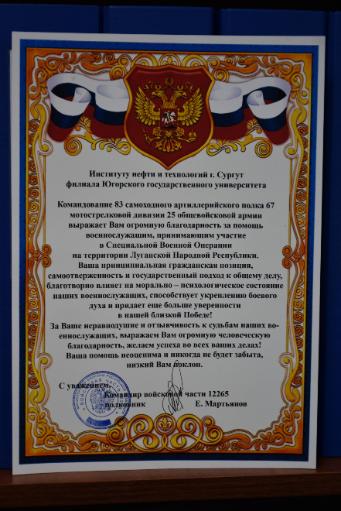 Институту нефти и технологий г. Сургут
филиала Югорского государственного университета
Командование 83 самоходного артиллерийского полка 67
мотострелковой дивизии 25 общевойсковой армии
выражает Вам огромную благодарность за помощь
военнослужащим, принимающим участие
в Специальной Военной Операции
на территории Луганской Народной Республики.
Ваша принципиальная гражданская позиция,
самоотверженность и государственный подход к общему делу,
благотворно влияет на морально – психологическое состояние
наших военнослужащих, способствует укреплению боевого
духа и придает еще больше уверенности
в нашей близкой Победе!
За Ваше неравнодушие и отзывчивость к судьбам наших во-
еннослужащих, выражаем Вам огромную человеческую
благодарность, желаем успеха во всех ваших делах!
Ваша помощь неоценима и никогда не будет забыта,
низкий Вам поклон.
С уважением,
Командир войсковой части 12265
полковник Е. Мартьянов